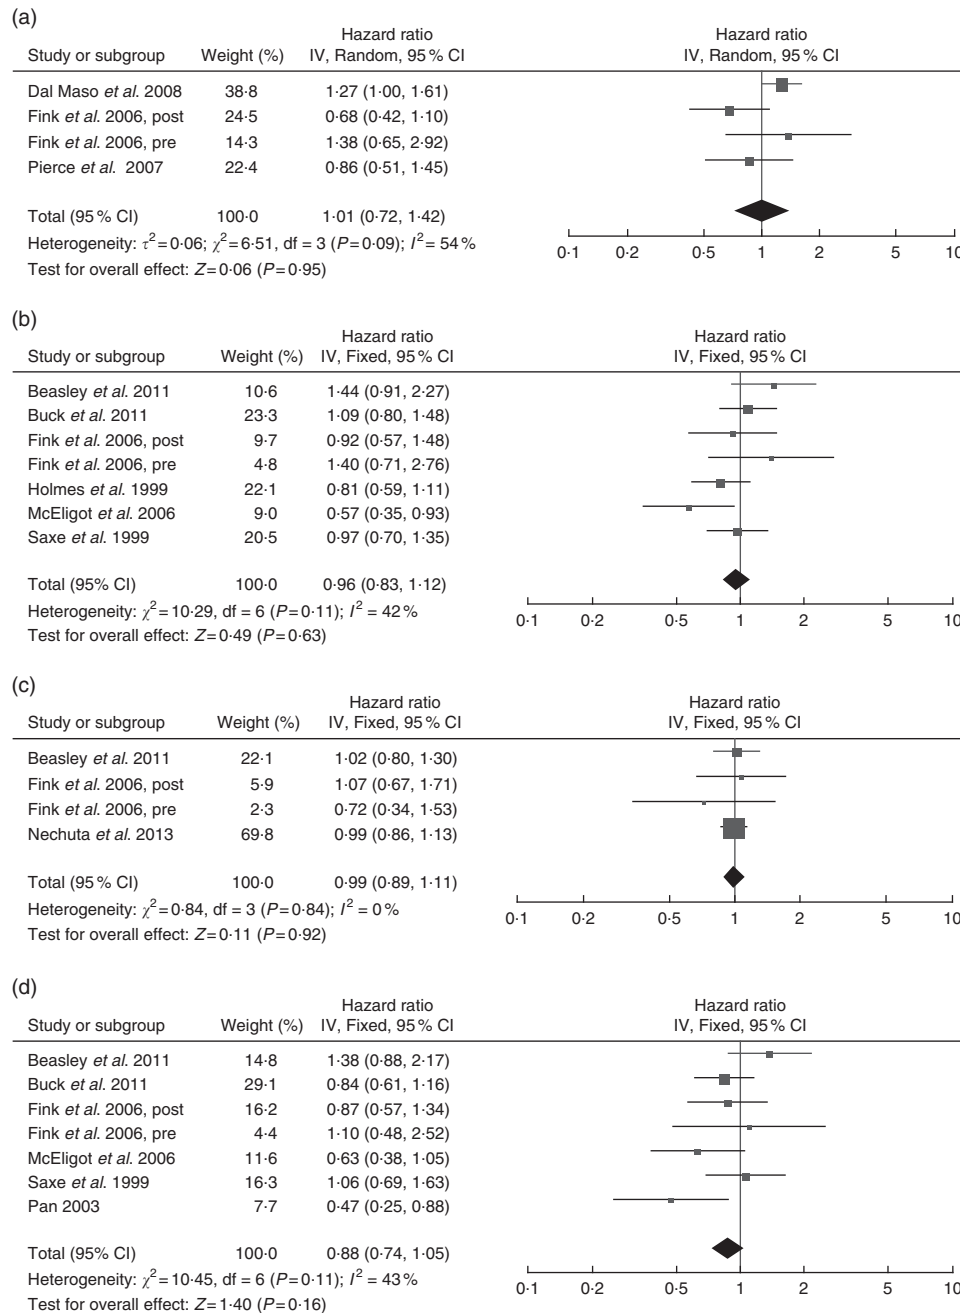 (a)
Hazard ratio Hazard ratio
Study or subgroup Weight (%) IV, Random, 95 % CI IV, Random, 95 % CI
Dal Maso et al. 2008 38·8 1·27 (1·00, 1·61)
Fink et al. 2006, post 24·5 0·68 (0·42, 1·10)
Fink et al. 2006, pre 14·3 1·38 (0·65, 2·92)
Pierce et al. 2007 22·4 0·86 (0·51, 1·45)
Total (95 % CI) 100·0 1·01 (0·72, 1·42)
Heterogeneity: τ²=0·06; χ²=6·51, df = 3 (P=0·09); I²= 54 %
Test for overall effect: Z=0·06 (P=0·95)
0·1 0·2 0·5 1 2 5 10
(b)
Hazard ratio Hazard ratio
Study or subgroup Weight (%) IV, Fixed, 95 % CI IV, Fixed, 95 % CI
Beasley et al. 2011 10·6 1·44 (0·91, 2·27)
Buck et al. 2011 23·3 1·09 (0·80, 1·48)
Fink et al. 2006, post 9·7 0·92 (0·57, 1·48)
Fink et al. 2006, pre 4·8 1·40 (0·71, 2·76)
Holmes et al. 1999 22·1 0·81 (0·59, 1·11)
McEligot et al. 2006 9·0 0·57 (0·35, 0·93)
Saxe et al. 1999 20·5 0·97 (0·70, 1·35)
Total (95% CI) 100·0 0·96 (0·83, 1·12)
Heterogeneity: χ²=10·29, df = 6 (P=0·11); I² = 42 %
Test for overall effect: Z=0·49 (P=0·63)
0·1 0·2 0·5 1 2 5 10
(c)
Hazard ratio Hazard ratio
Study or subgroup Weight (%) IV, Fixed, 95 % CI IV, Fixed, 95 % CI
Beasley et al. 2011 22·1 1·02 (0·80, 1·30)
Fink et al. 2006, post 5·9 1·07 (0·67, 1·71)
Fink et al. 2006, pre 2·3 0·72 (0·34, 1·53)
Nechuta et al. 2013 69·8 0·99 (0·86, 1·13)
Total (95 % CI) 100·0 0·99 (0·89, 1·11)
Heterogeneity: χ²=0·84, df = 3 (P=0·84); I² = 0 %
Test for overall effect: Z=0·11 (P=0·92)
0·1 0·2 0·5 1 2 5 10
(d)
Hazard ratio Hazard ratio
Study or subgroup Weight (%) IV, Fixed, 95 % CI IV, Fixed, 95 % CI
Beasley et al. 2011 14·8 1·38 (0·88, 2·17)
Buck et al. 2011 29·1 0·84 (0·61, 1·16)
Fink et al. 2006, post 16·2 0·87 (0·57, 1·34)
Fink et al. 2006, pre 4·4 1·10 (0·48, 2·52)
McEligot et al. 2006 11·6 0·63 (0·38, 1·05)
Saxe et al. 1999 16·3 1·06 (0·69, 1·63)
Pan 2003 7·7 0·47 (0·25, 0·88)
Total (95% CI) 100·0 0·88 (0·74, 1·05)
Heterogeneity: χ²=10·45, df = 6 (P=0·11); I² = 43 %
Test for overall effect: Z=1·40 (P=0·16)
0·1 0·2 0·5 1 2 5 10